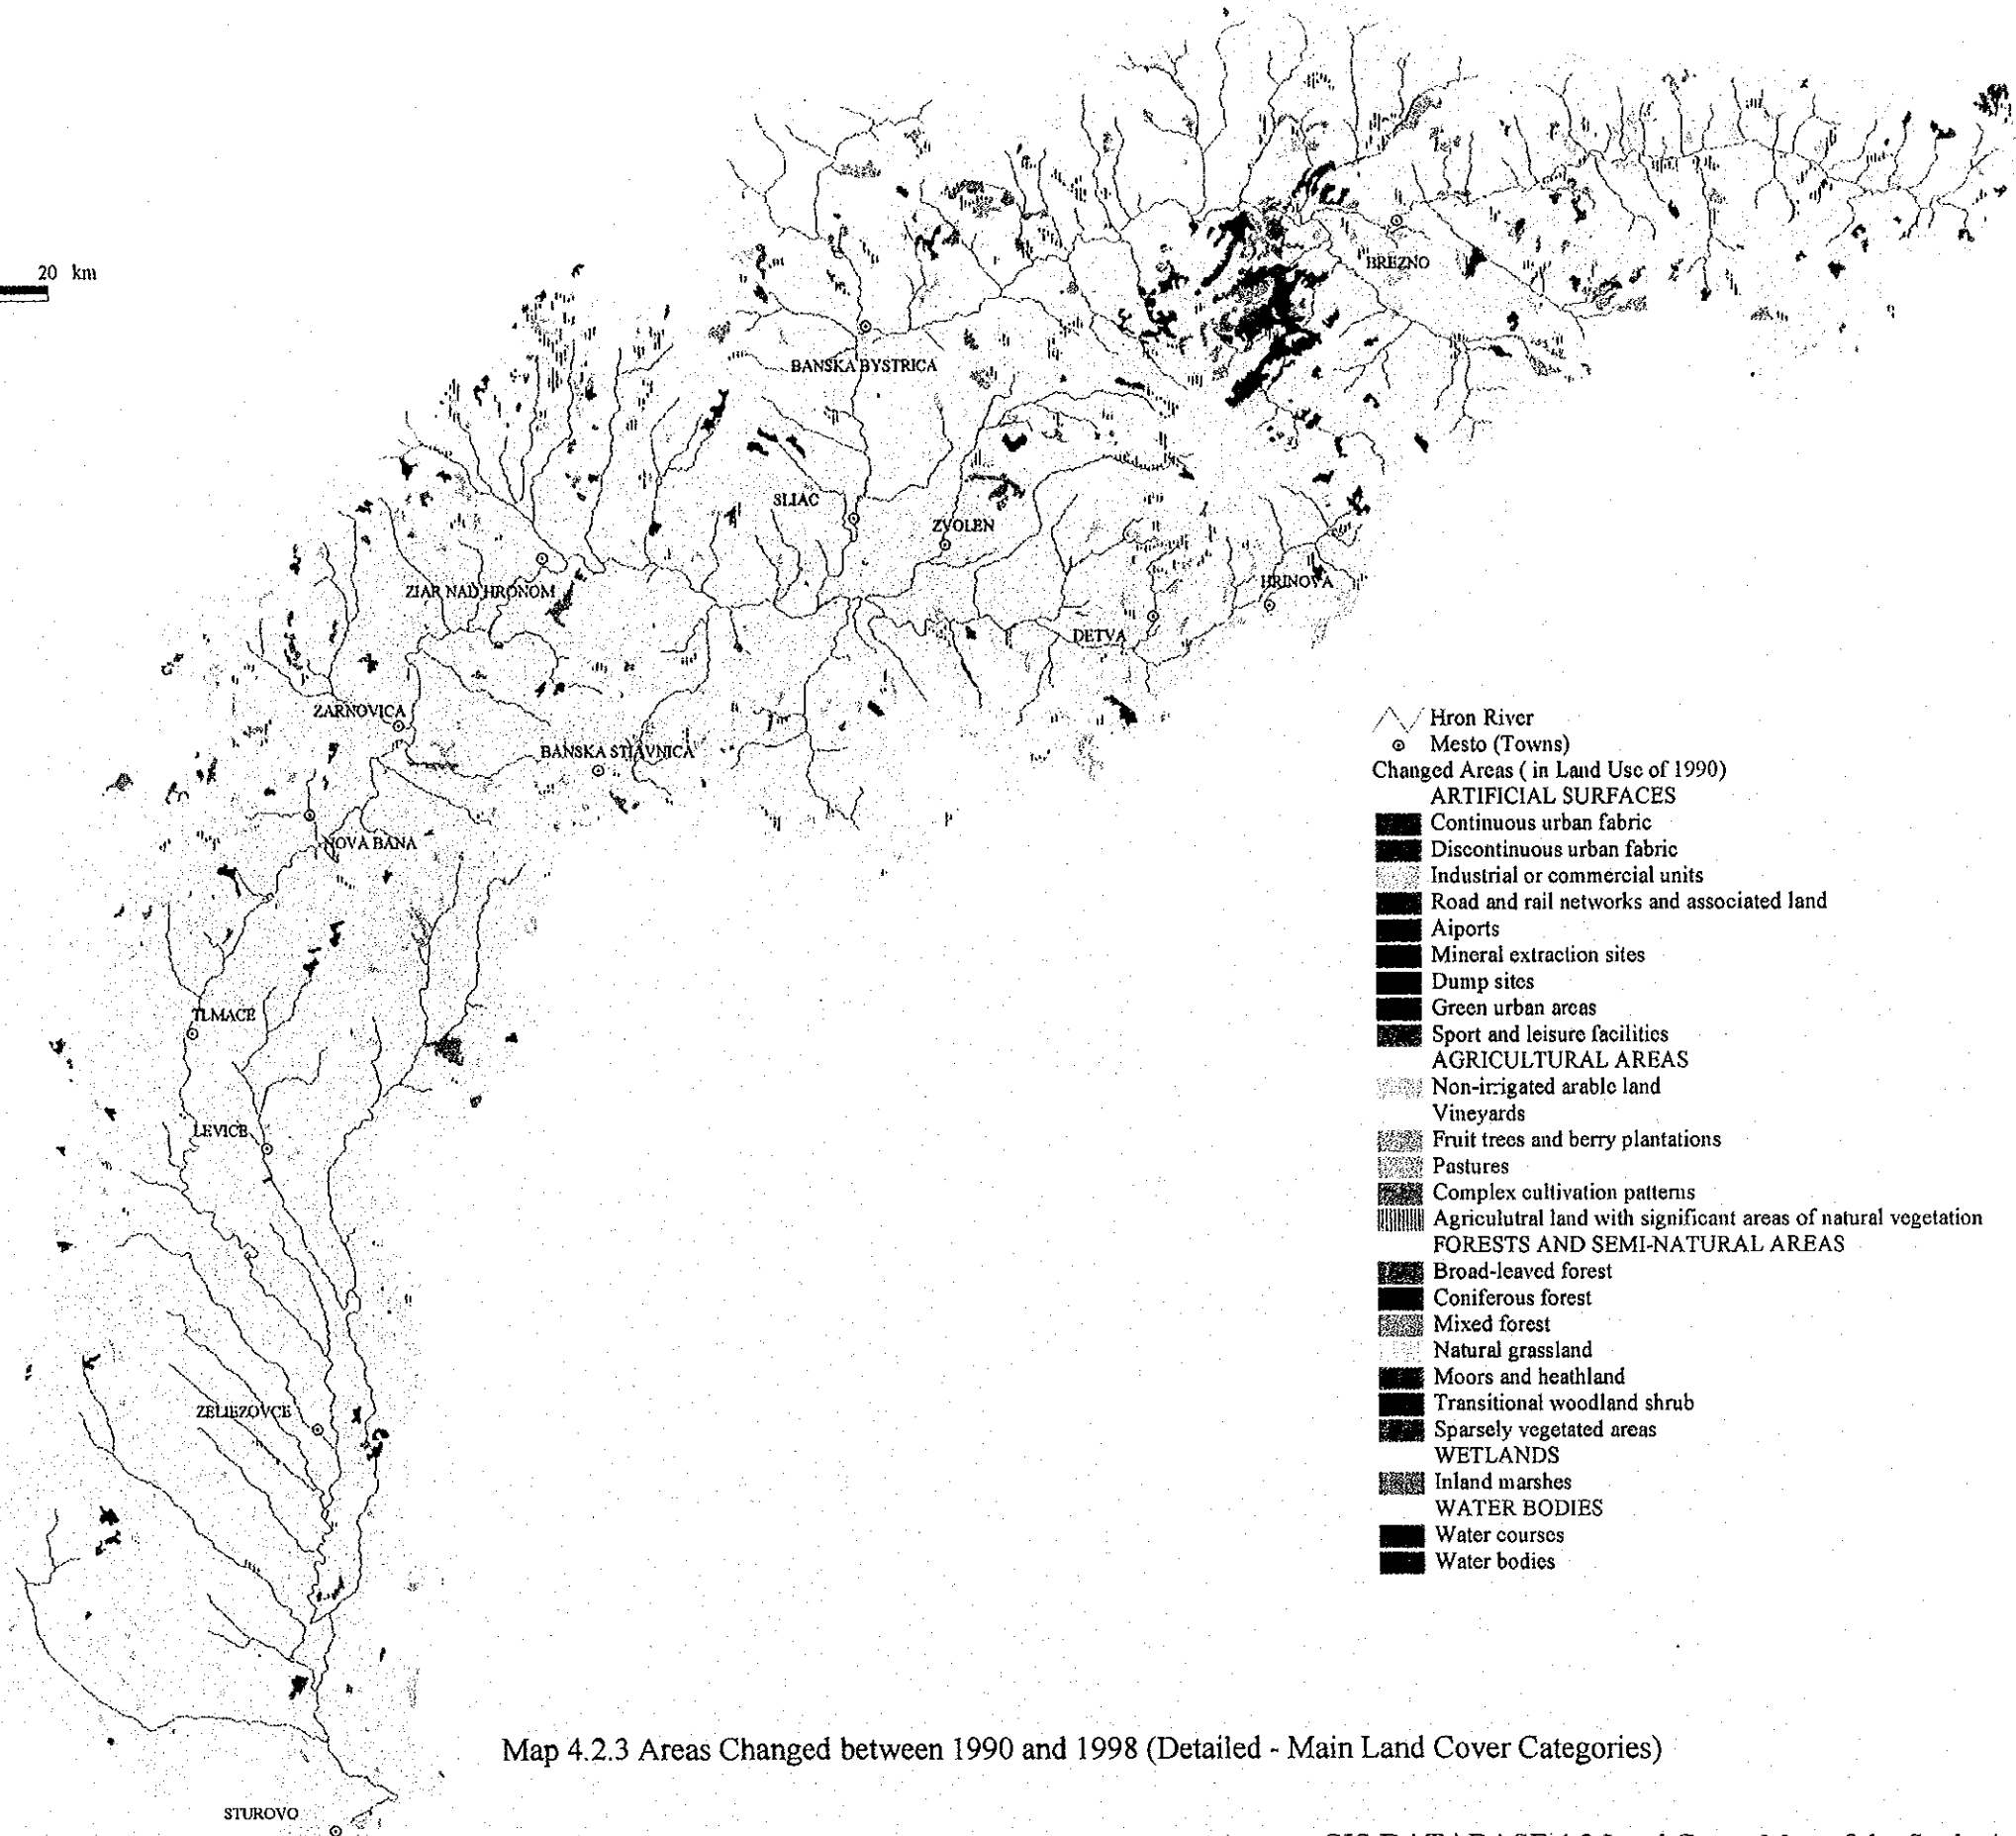 20 km
BREZNO
BANSKA BYSTRICA
SLIAC
ZVOLEN
ZIAR NAD HRONOM
HRINOVA
DETVA
ZARNOVICA
BANSKA STIAVNICA
NOVA BANA
TLMACE
LEVICE
ZELIEZOVCE
STUROVO
Hron River
Mesto (Towns)
Changed Areas ( in Land Use of 1990)
ARTIFICIAL SURFACES
Continuous urban fabric
Discontinuous urban fabric
Industrial or commercial units
Road and rail networks and associated land
Aiports
Mineral extraction sites
Dump sites
Green urban areas
Sport and leisure facilities
AGRICULTURAL AREAS
Non-irrigated arable land
Vineyards
Fruit trees and berry plantations
Pastures
Complex cultivation patterns
Agriculutral land with significant areas of natural vegetation
FORESTS AND SEMI-NATURAL AREAS
Broad-leaved forest
Coniferous forest
Mixed forest
Natural grassland
Moors and heathland
Transitional woodland shrub
Sparsely vegetated areas
WETLANDS
Inland marshes
WATER BODIES
Water courses
Water bodies
Map 4.2.3 Areas Changed between 1990 and 1998 (Detailed - Main Land Cover Categories)